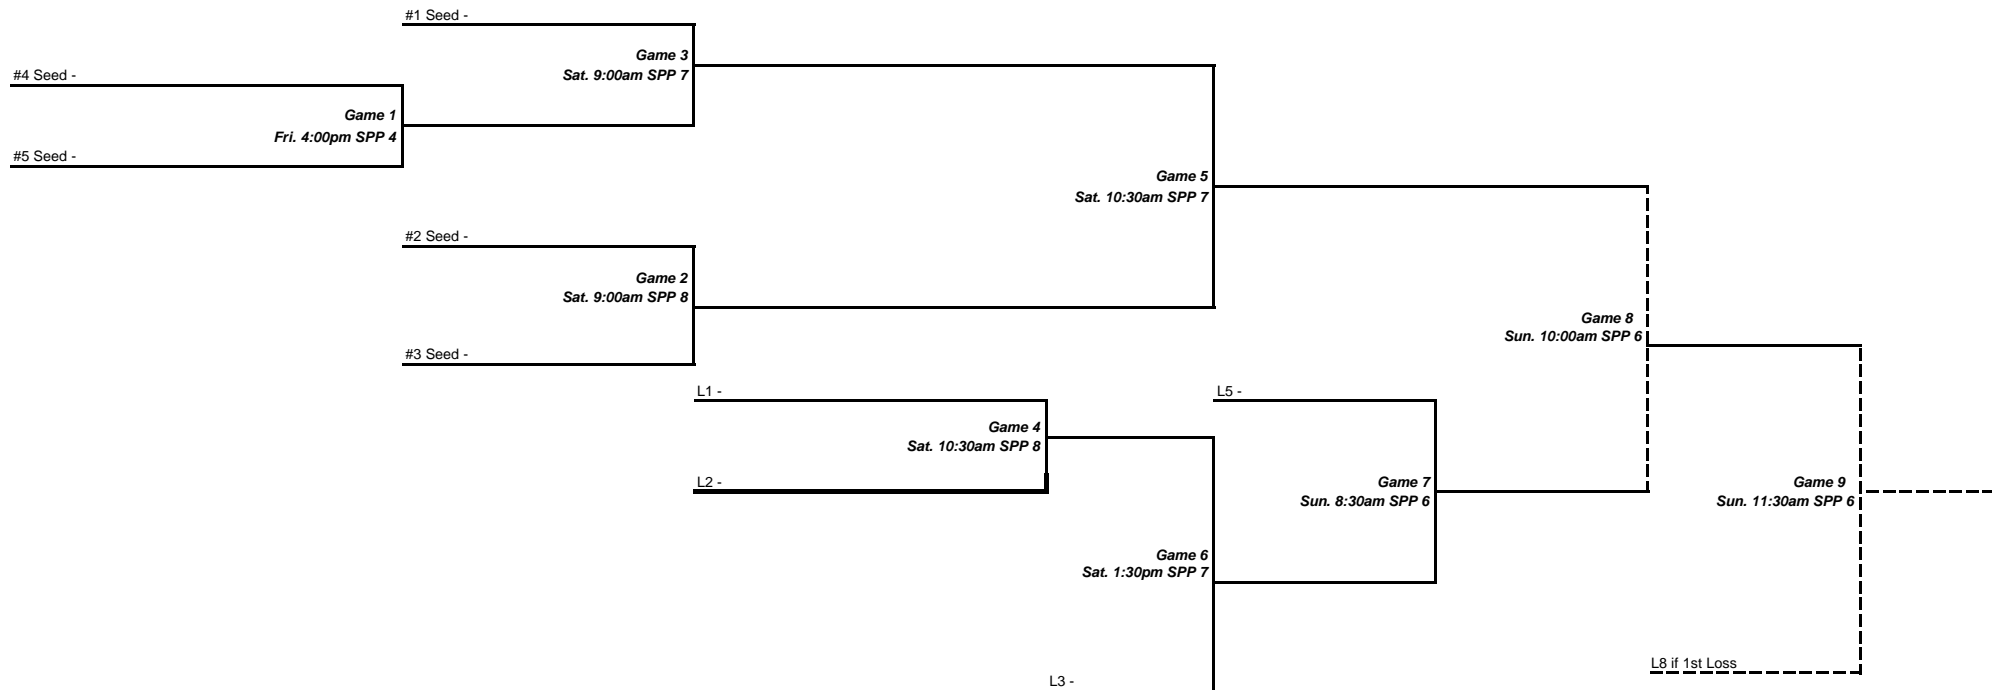 #1 Seed -
Game 3
Sat. 9:00am SPP 7
#4 Seed -
Game 1
Fri. 4:00pm SPP 4
#5 Seed -
Game 5
Sat. 10:30am SPP 7
#2 Seed -
Game 2
Sat. 9:00am SPP 8
Game 8
Sun. 10:00am SPP 6
#3 Seed -
L1 -
L5 -
Game 4
Sat. 10:30am SPP 8
L2 -
Game 7
Sun. 8:30am SPP 6
Game 9
Sun. 11:30am SPP 6
Game 6
Sat. 1:30pm SPP 7
L8 if 1st Loss
L3 -